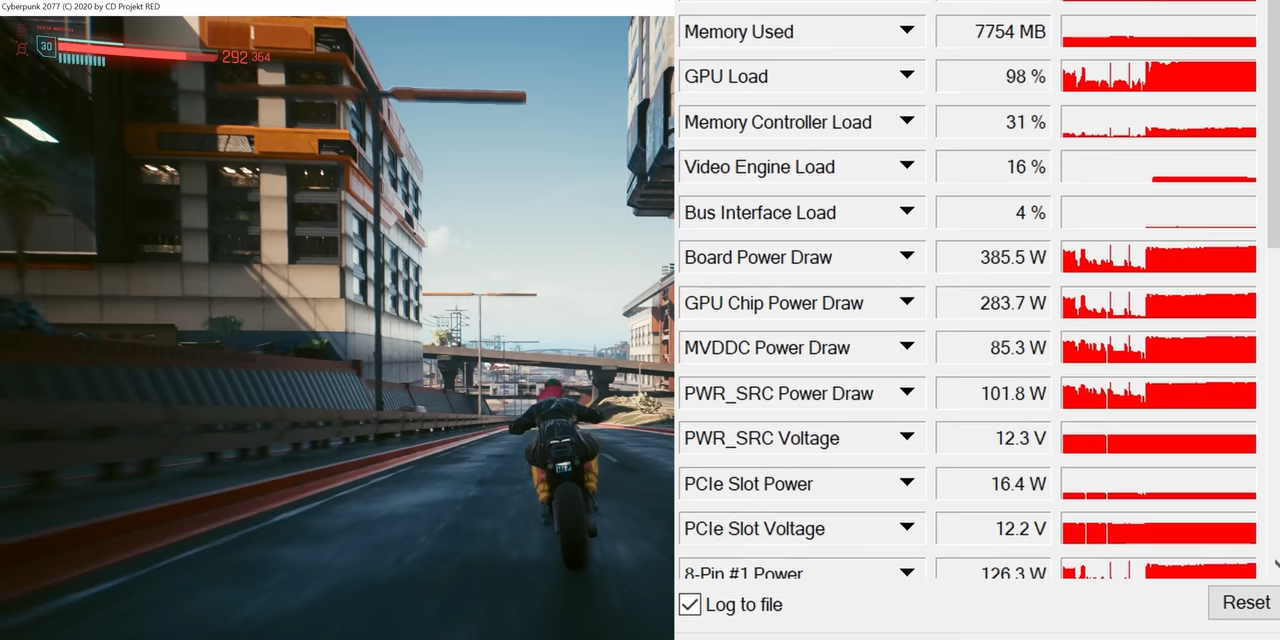 Cyberpunk 2077 (C) 2020 by CD Projekt RED
30
292 364
Memory Used 7754 MB
GPU Load 98 %
Memory Controller Load 31 %
Video Engine Load 16 %
Bus Interface Load 4 %
Board Power Draw 385.5 W
GPU Chip Power Draw 283.7 W
MVDDC Power Draw 85.3 W
PWR_SRC Power Draw 101.8 W
PWR_SRC Voltage 12.3 V
PCIe Slot Power 16.4 W
PCIe Slot Voltage 12.2 V
8-Pin #1 Power 126.3 W
Log to file
Reset